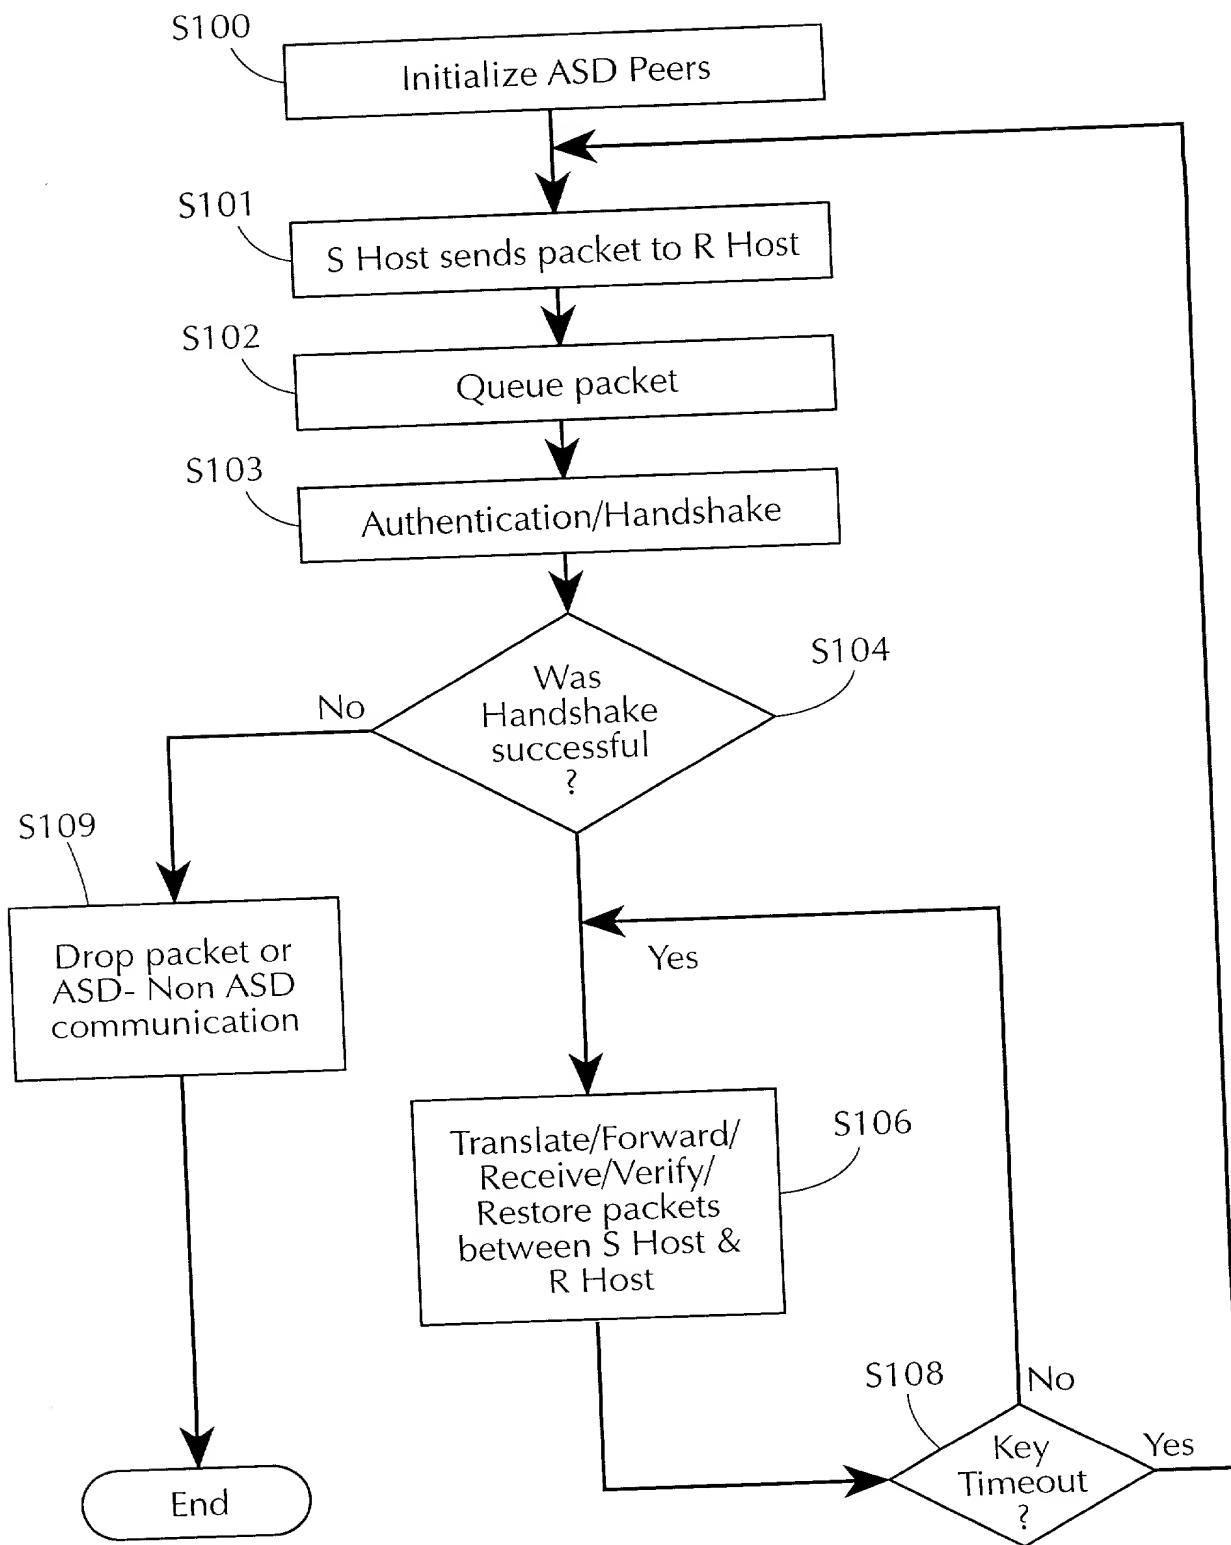 S100
Initialize ASD Peers
S101
S Host sends packet to R Host
S102
Queue packet
S103
Authentication/Handshake
S104
Was
Handshake
successful
?
No
Yes
S109
Drop packet or
ASD- Non ASD
communication
S106
Translate/Forward/
Receive/Verify/
Restore packets
between S Host &
R Host
S108
No
Key
Timeout
?
Yes
End